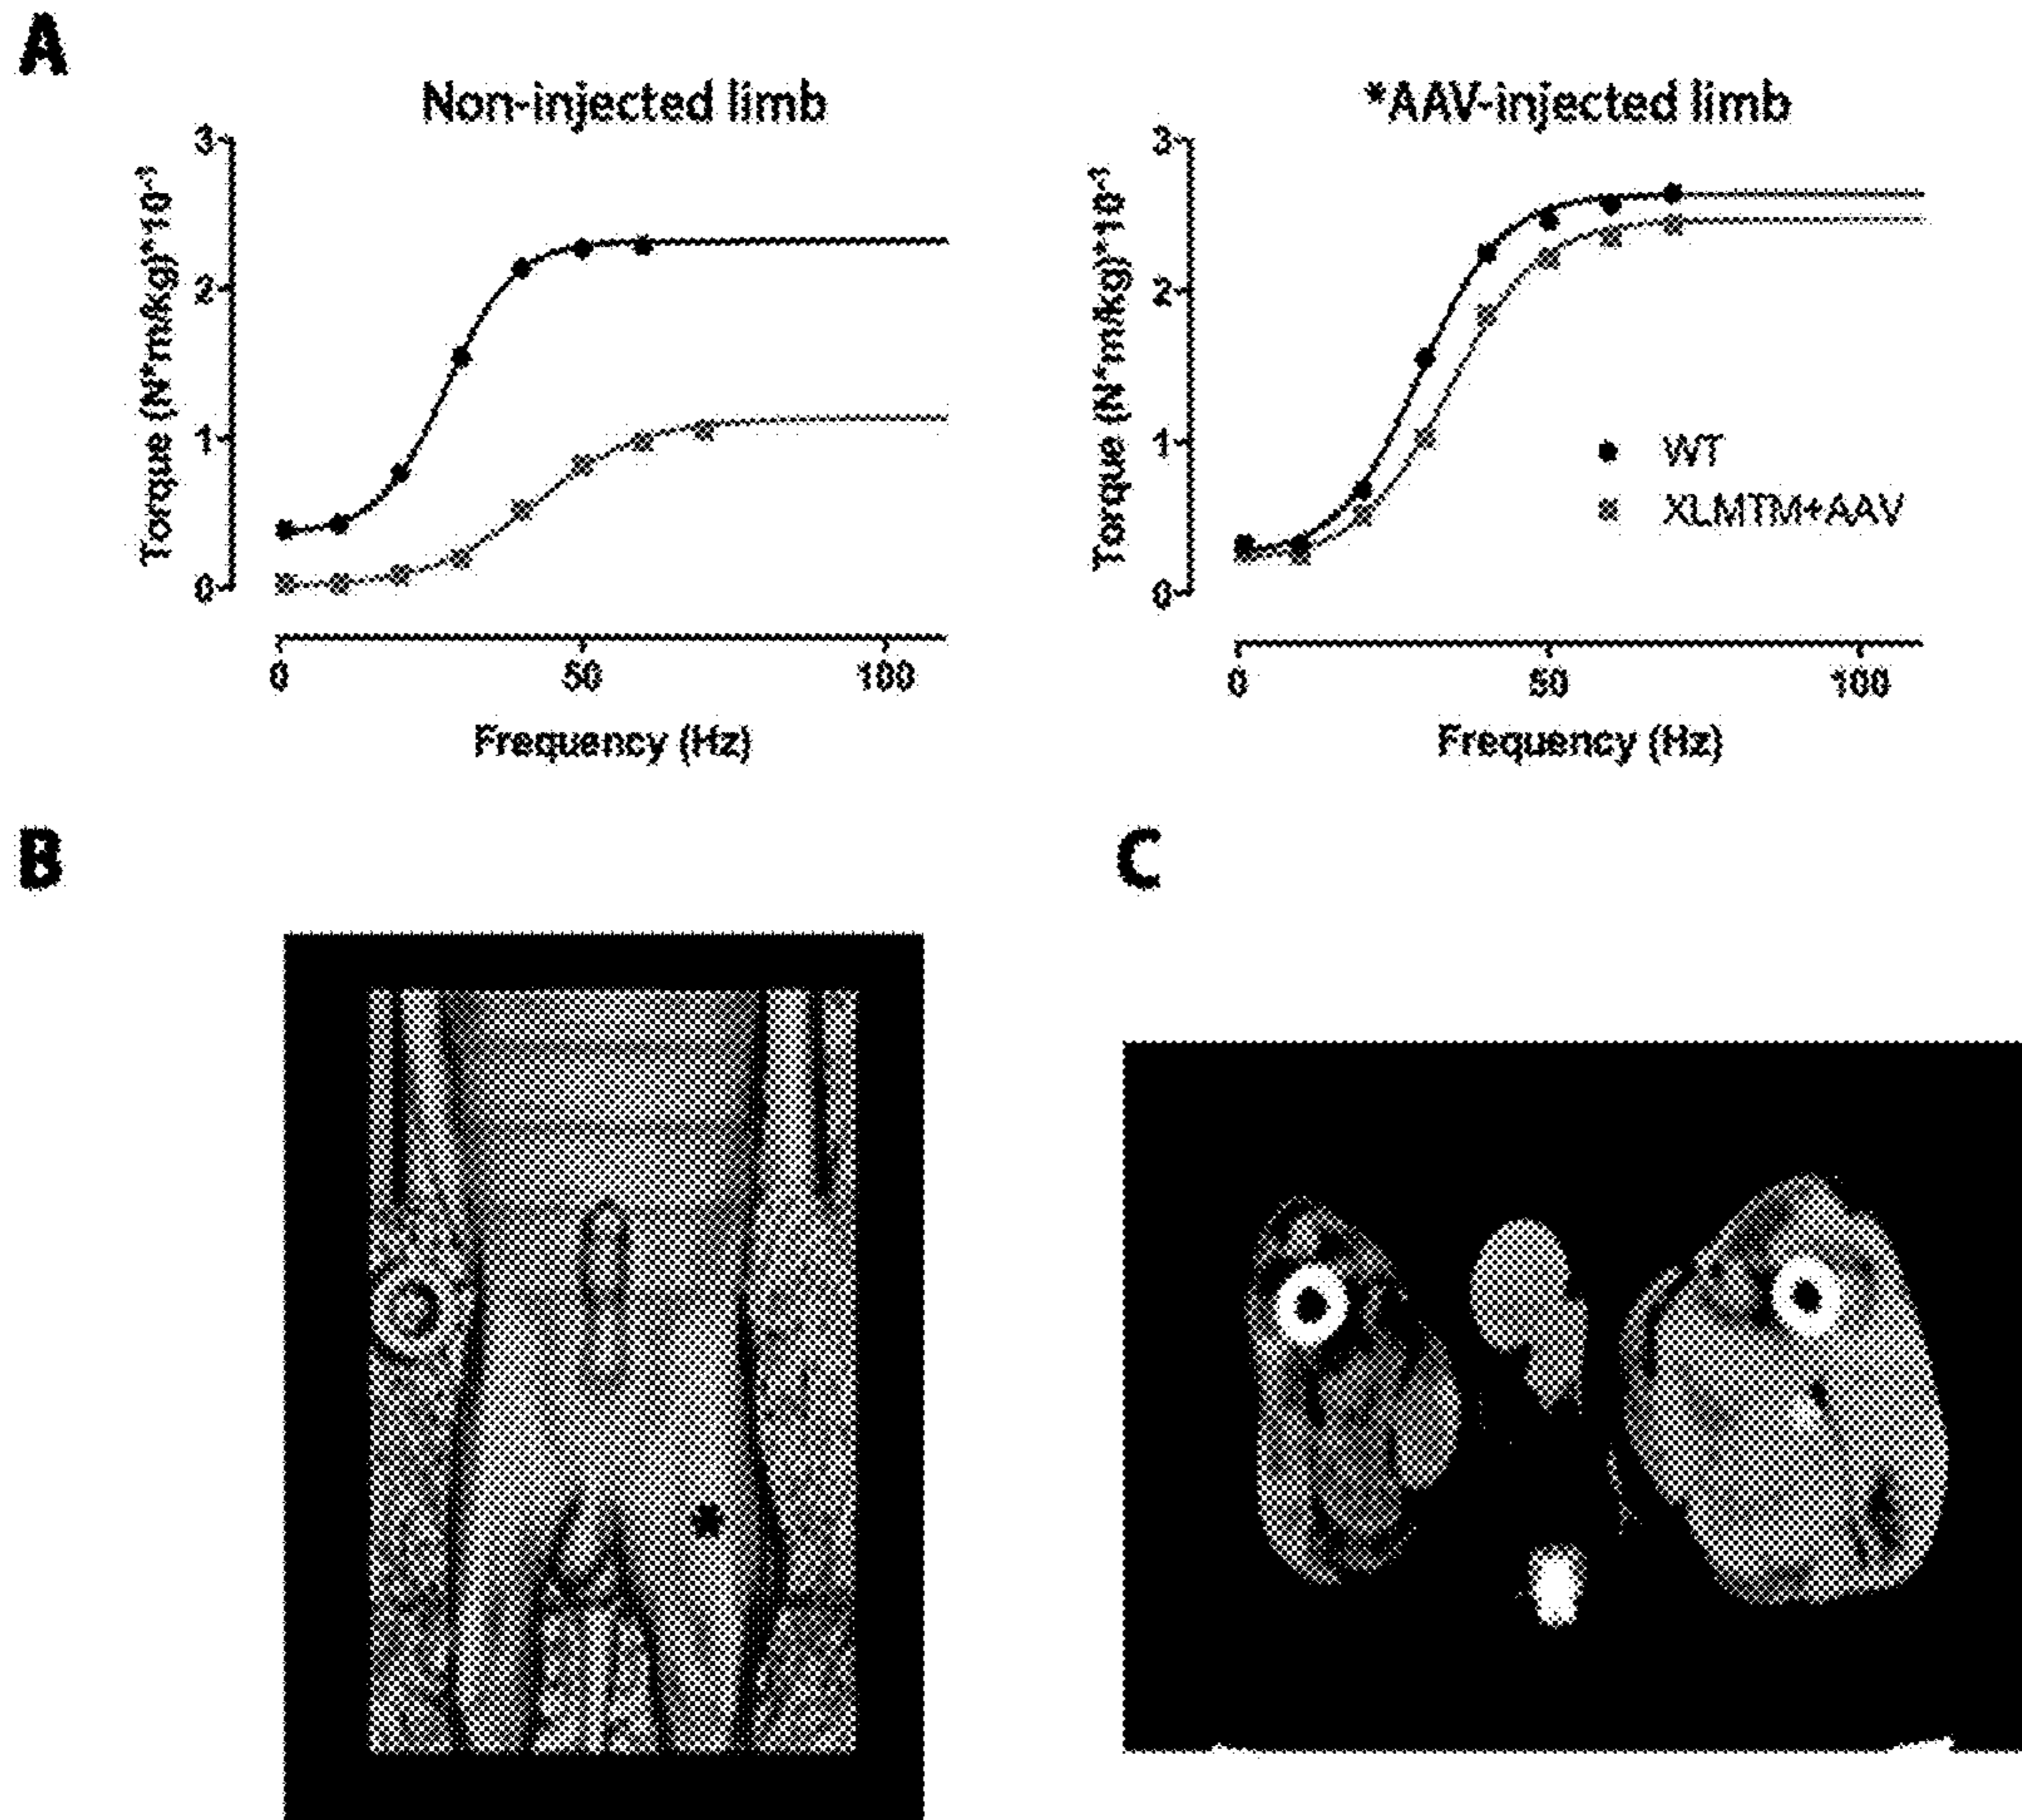 A
Non-injected limb
Torque (N*m/kg)*10-3
3
2
1
0
0 50 100
Frequency (Hz)
*AAV-injected limb
Torque (N*m/kg)*10-3
3
2
1
0
WT
XLMTM+AAV
0 50 100
Frequency (Hz)
B
*
C